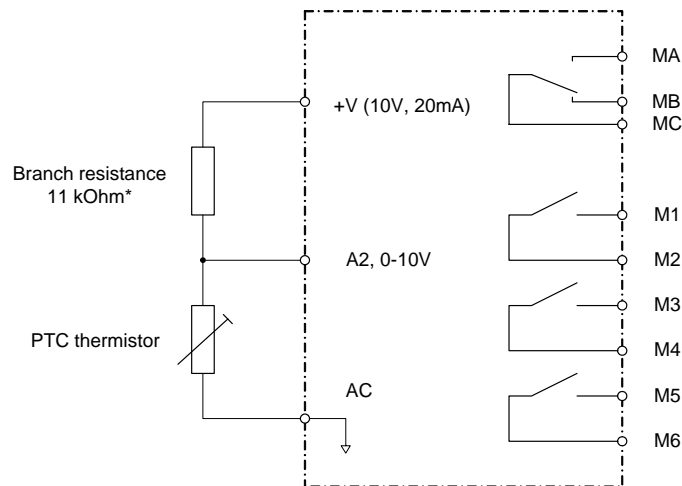 MA
+V (10V, 20mA)
MB
MC
Branch resistance
11 kOhm*
M1
A2, 0-10V
M2
M3
PTC thermistor
M4
AC
M5
M6